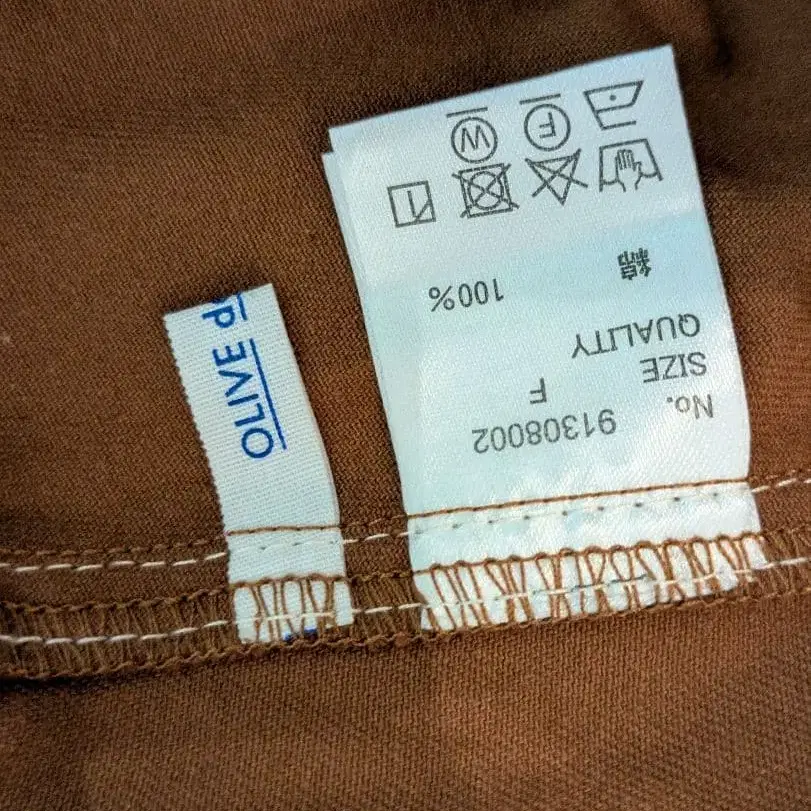 No. 91308002
SIZE F
QUALITY
綿 100%
W F
OLIVE